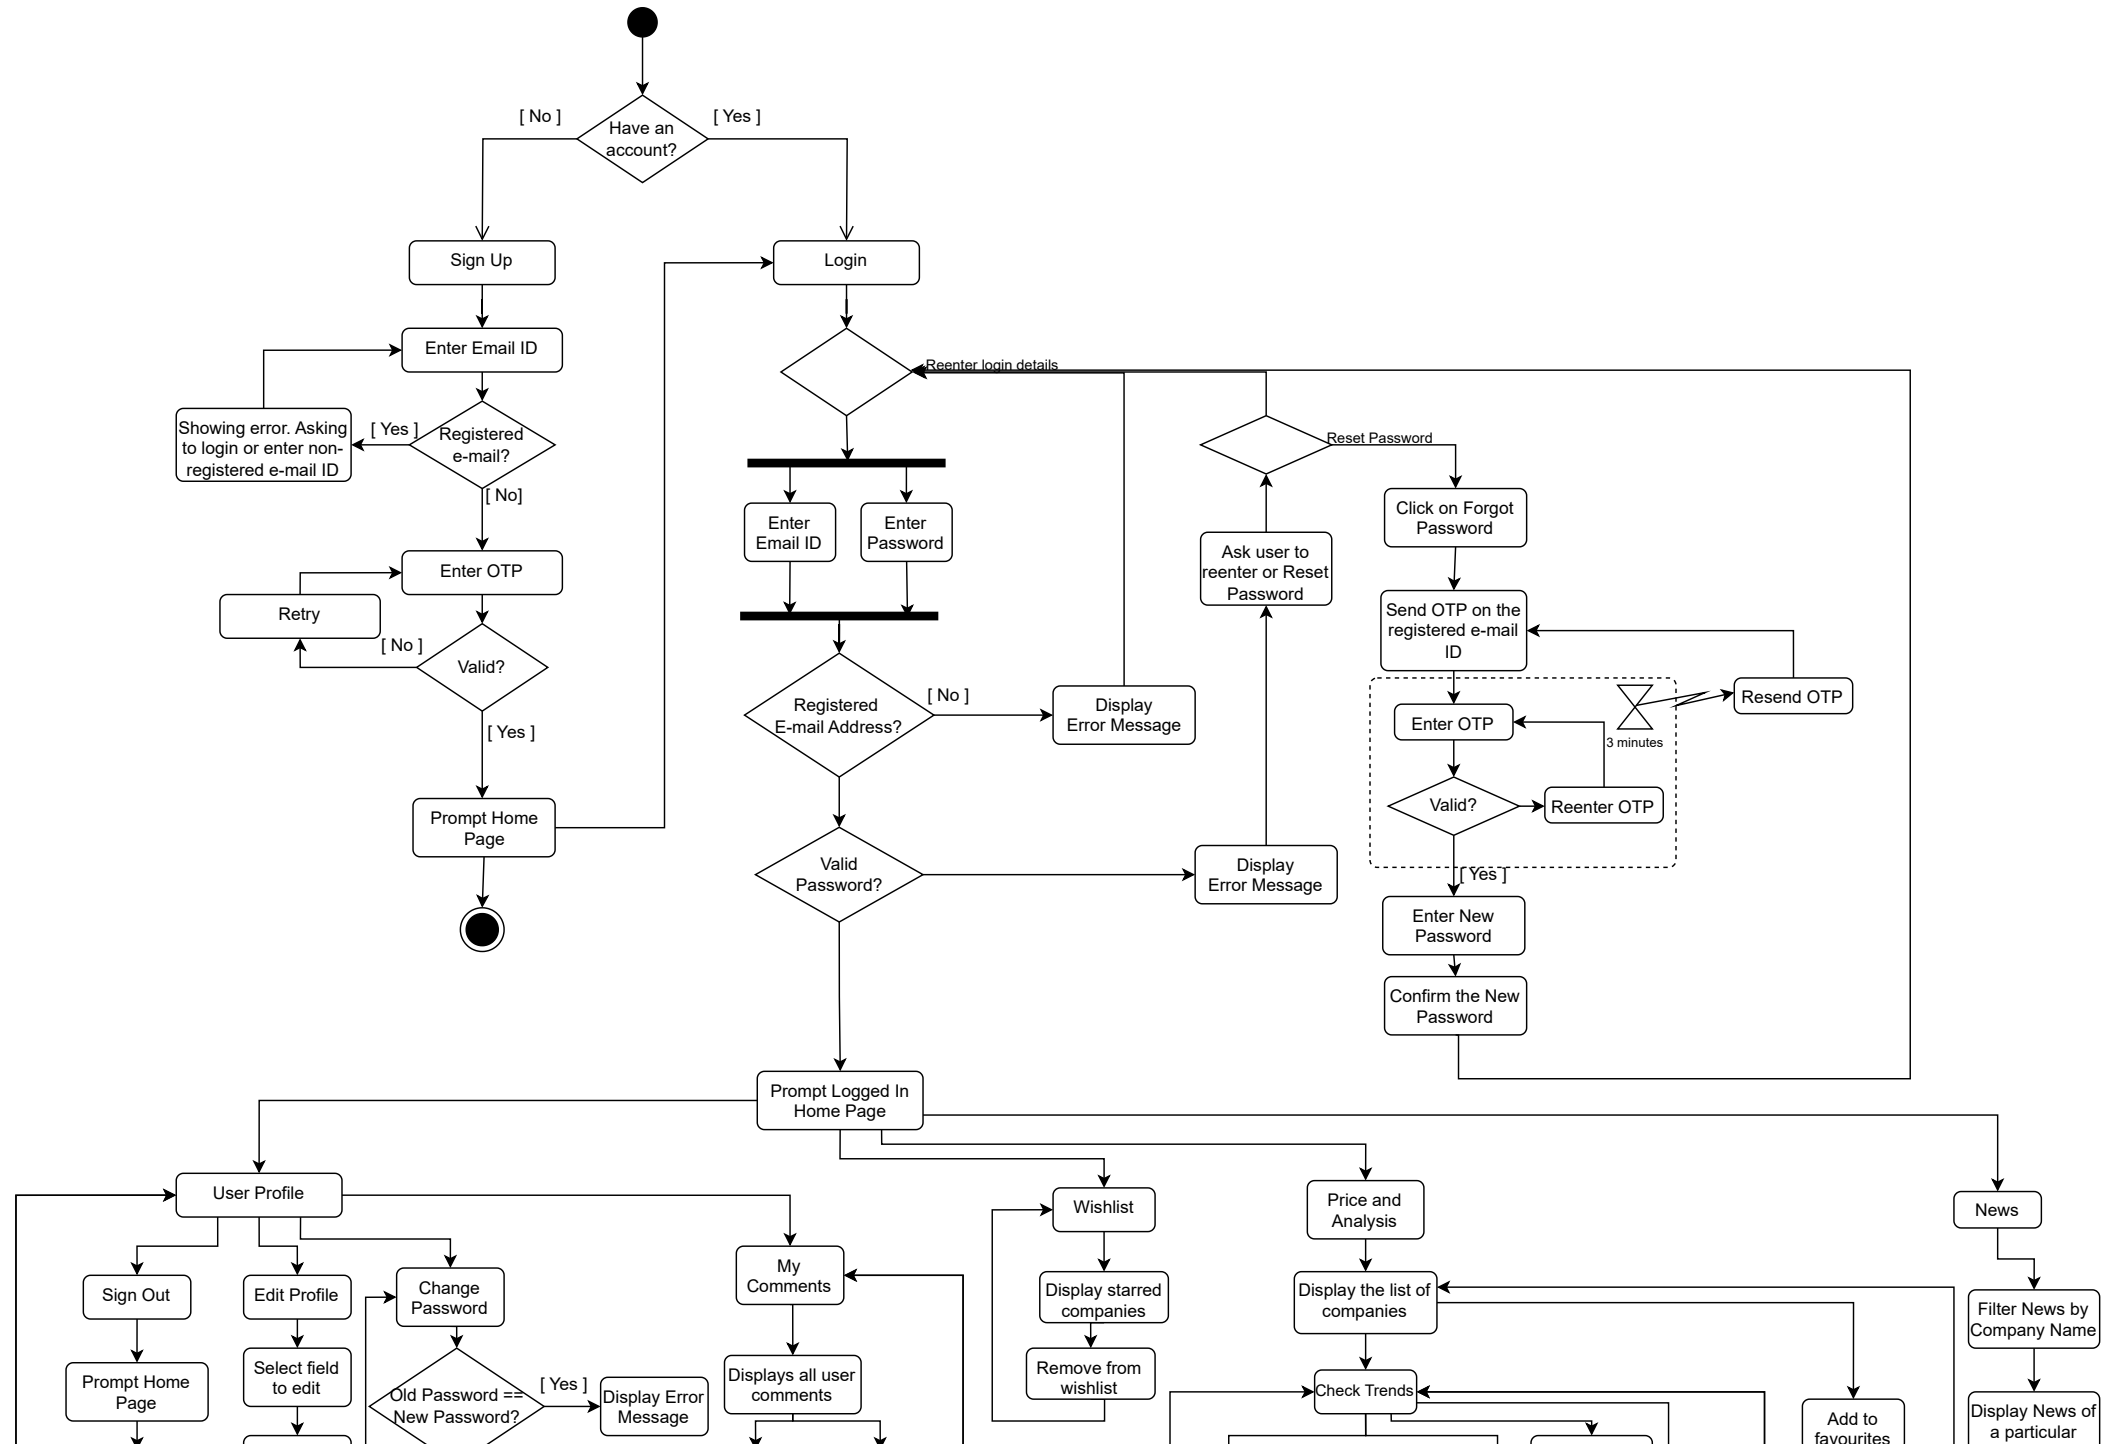 [ No ]
[ Yes ]
Have an
account?
Sign Up
Login
Enter Email ID
Reenter login details
Showing error. Asking
to login or enter non-
registered e-mail ID
[ Yes ]
Registered
e-mail?
[ No]
Reset Password
Enter
Email ID
Enter
Password
Click on Forgot
Password
Enter OTP
Ask user to
reenter or Reset
Password
Retry
[ No ]
Valid?
Send OTP on the
registered e-mail
ID
[ Yes ]
Registered
E-mail Address?
[ No ]
Display
Error Message
Resend OTP
Enter OTP
3 minutes
Valid?
Reenter OTP
Prompt Home
Page
Valid
Password?
Display
Error Message
[ Yes ]
Enter New
Password
Confirm the New
Password
Prompt Logged In
Home Page
User Profile
Wishlist
Price and
Analysis
News
Sign Out
Edit Profile
Change
Password
My
Comments
Display starred
companies
Display the list of
companies
Filter News by
Company Name
Prompt Home
Page
Select field
to edit
Old Password ==
New Password?
[ Yes ]
Display Error
Message
Displays all user
comments
Remove from
wishlist
Check Trends
Add to
favourites
Display News of
a particular